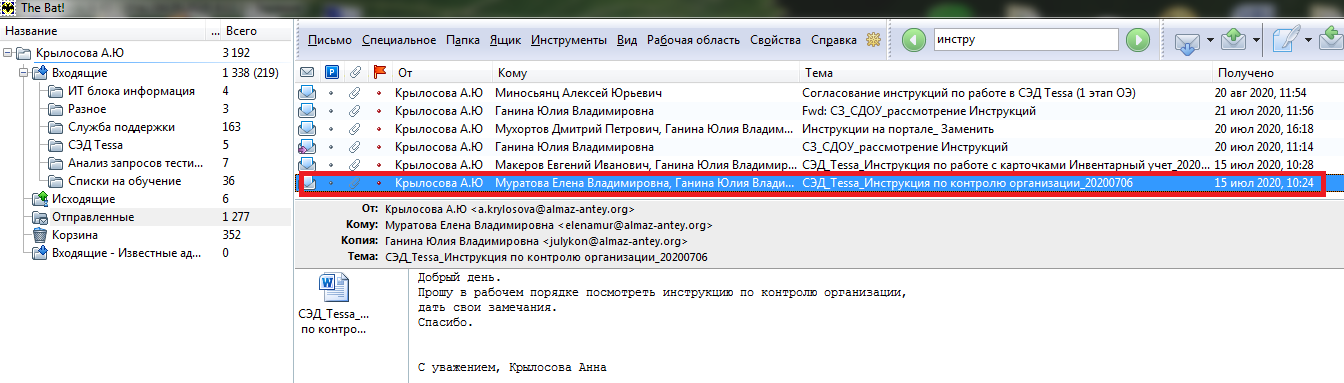 The Bat!
Название ... Всего
Крылосова А.Ю 3 192
Входящие 1 338 (219)
ИТ блока информация 4
Разное 3
Служба поддержки 163
СЭД Tessa 5
Анализ запросов тести... 7
Списки на обучение 36
Исходящие 6
Отправленные 1 277
Корзина 352
Входящие - Известные ад... 0
Письмо Специальное Папка Ящик Инструменты Вид Рабочая область Свойства Справка инстру
От Кому Тема Получено
Крылосова А.Ю Миносьянц Алексей Юрьевич Согласование инструкций по работе в СЭД Tessa (1 этап ОЭ) 20 авг 2020, 11:54
Крылосова А.Ю Ганина Юлия Владимировна Fwd: СЗ_СДОУ_рассмотрение Инструкций 21 июл 2020, 11:56
Крылосова А.Ю Мухортов Дмитрий Петрович, Ганина Юлия Владим... Инструкции на портале_ Заменить 20 июл 2020, 16:18
Крылосова А.Ю Ганина Юлия Владимировна СЗ_СДОУ_рассмотрение Инструкций 20 июл 2020, 11:14
Крылосова А.Ю Макеров Евгений Иванович, Ганина Юлия Владимир... СЭД_Tessa_Инструкция по работе с карточками Инвентарный учет_2020... 15 июл 2020, 10:28
Крылосова А.Ю Муратова Елена Владимировна, Ганина Юлия Влади... СЭД_Tessa_Инструкция по контролю организации_20200706 15 июл 2020, 10:24
От: Крылосова А.Ю <a.krylosova@almaz-antey.org>
Кому: Муратова Елена Владимировна <elenamur@almaz-antey.org>
Копия: Ганина Юлия Владимировна <julykon@almaz-antey.org>
Тема: СЭД_Tessa_Инструкция по контролю организации_20200706
СЭД_Tessa_...
по контро...
Добрый день.
Прошу в рабочем порядке посмотреть инструкцию по контролю организации,
дать свои замечания.
Спасибо.
С уважением, Крылосова Анна